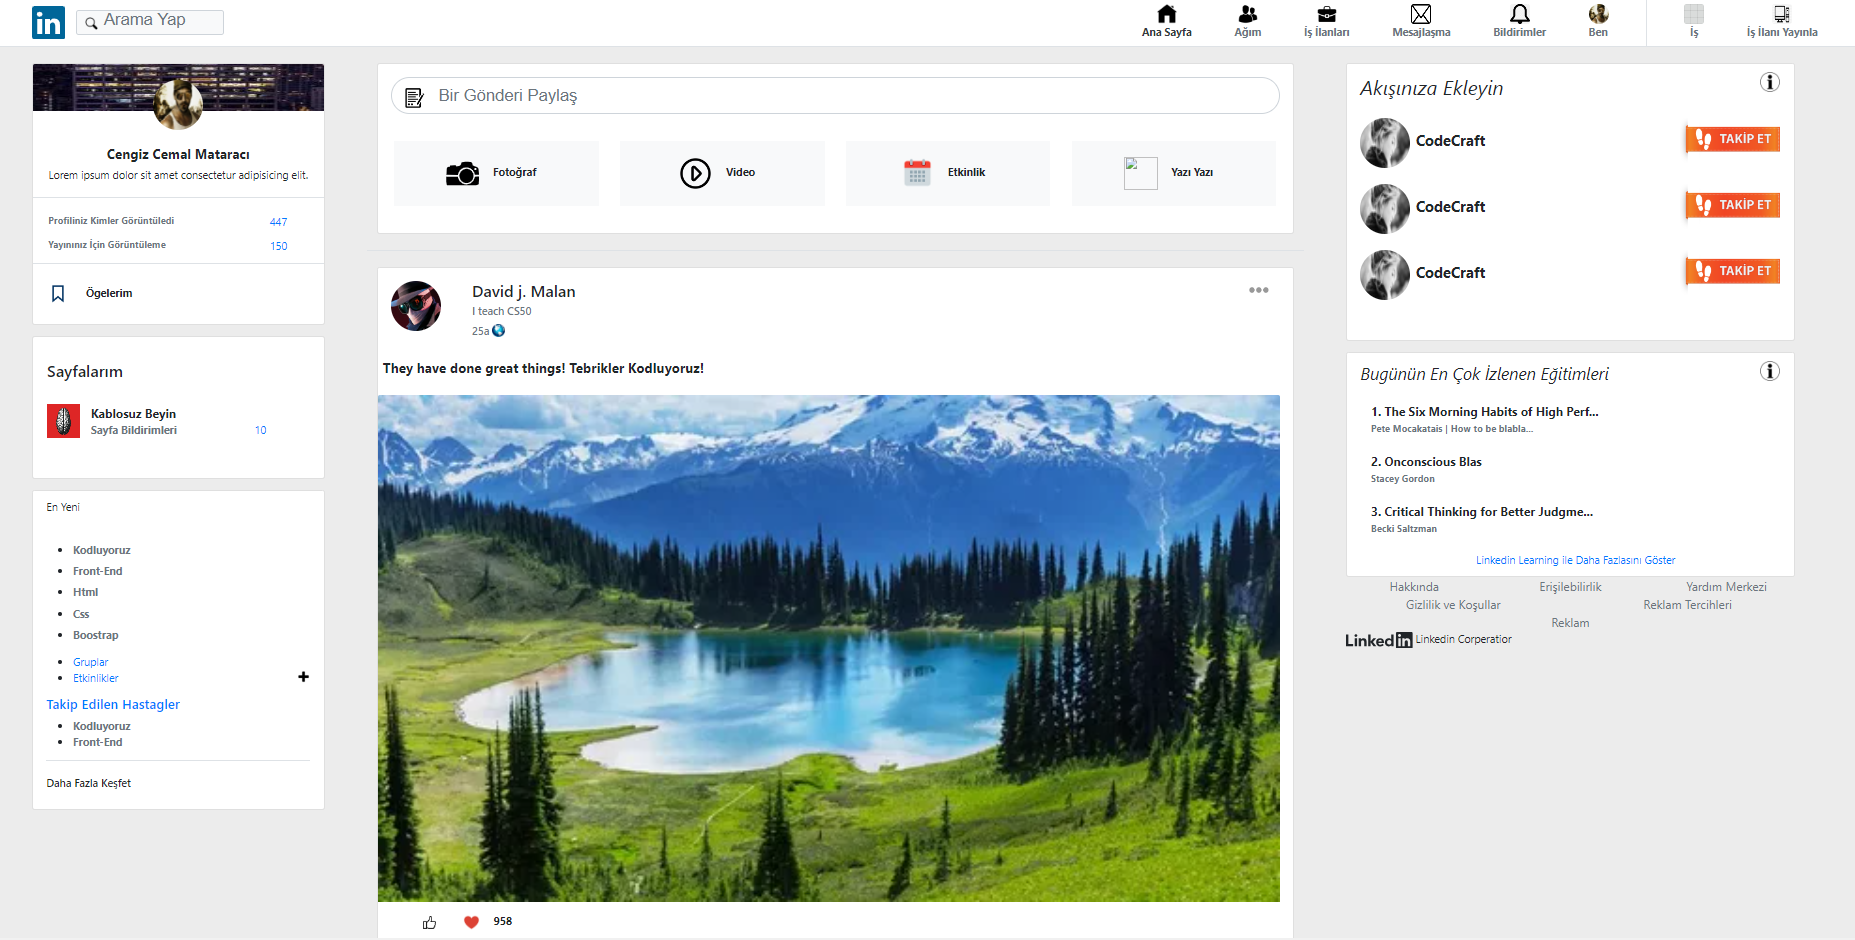 in
Arama Yap
Ana Sayfa
Ağım
İş İlanları
Mesajlaşma
Bildirimler
Ben
İş
İş İlanı Yayınla
Cengiz Cemal Mataracı
Lorem ipsum dolor sit amet consectetur adipisicing elit.
Profiliniz Kimler Görüntüledi 447
Yayınınız İçin Görüntüleme 150
Ögelerim
Sayfalarım
Kablosuz Beyin
Sayfa Bildirimleri 10
En Yeni
Kodluyoruz
Front-End
Html
Css
Boostrap
Gruplar
Etkinlikler
Takip Edilen Hastagler
Kodluyoruz
Front-End
Daha Fazla Keşfet
Bir Gönderi Paylaş
Fotoğraf
Video
Etkinlik
Yazı Yazı
David j. Malan
I teach CS50
25a
They have done great things! Tebrikler Kodluyoruz!
958
Akışınıza Ekleyin
CodeCraft TAKİP ET
CodeCraft TAKİP ET
CodeCraft TAKİP ET
Bugünün En Çok İzlenen Eğitimleri
1. The Six Morning Habits of High Perf...
Pete Mocakatais | How to be blabla...
2. Onconscious Blas
Stacey Gordon
3. Critical Thinking for Better Judgme...
Becki Saltzman
Linkedin Learning ile Daha Fazlasını Göster
Hakkında Erişilebilirlik Yardım Merkezi
Gizlilik ve Koşullar Reklam Tercihleri
Reklam
Linkedin Linkedin Corperatior